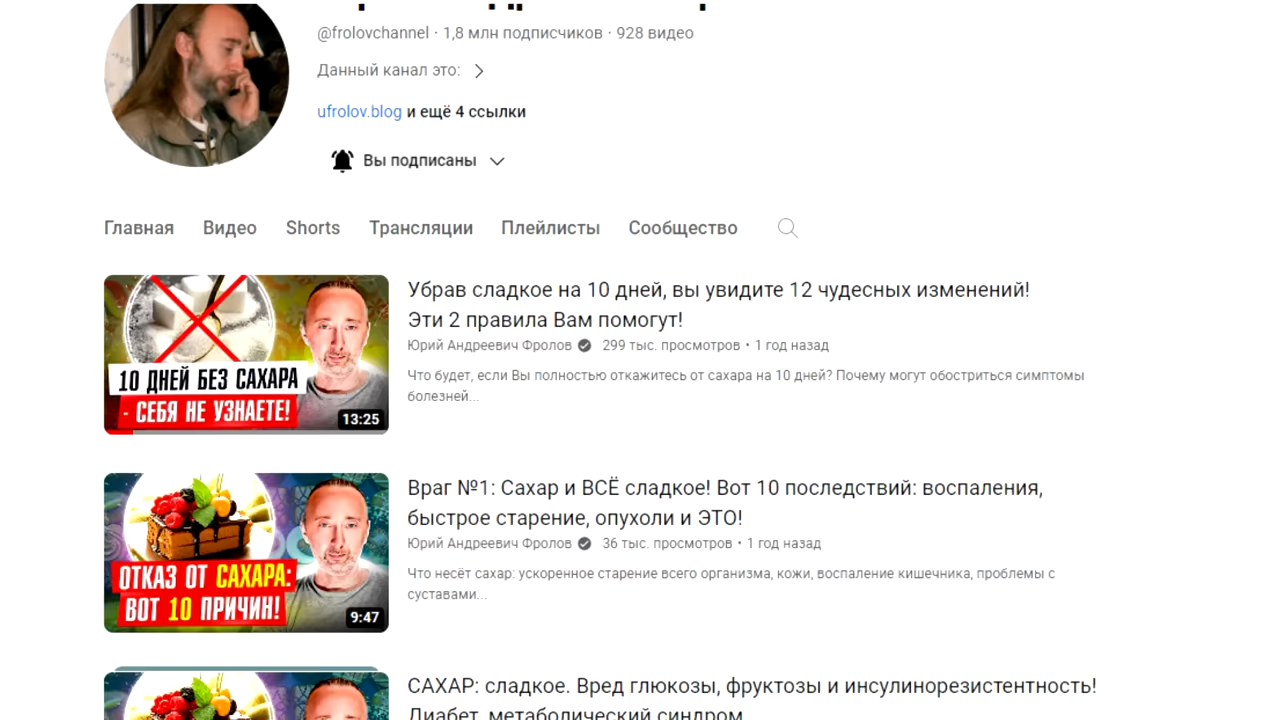 @frolovchannel · 1,8 млн подписчиков · 928 видео
Данный канал это:
ufrolov.blog и ещё 4 ссылки
Вы подписаны
Главная Видео Shorts Трансляции Плейлисты Сообщество
10 ДНЕЙ БЕЗ САХАРА
- СЕБЯ НЕ УЗНАЕТЕ!
13:25
Убрав сладкое на 10 дней, вы увидите 12 чудесных изменений!
Эти 2 правила Вам помогут!
Юрий Андреевич Фролов 299 тыс. просмотров • 1 год назад
Что будет, если Вы полностью откажитесь от сахара на 10 дней? Почему могут обостриться симптомы
болезней...
ОТКАЗ ОТ САХАРА:
ВОТ 10 ПРИЧИН!
9:47
Враг №1: Сахар и ВСЁ сладкое! Вот 10 последствий: воспаления,
быстрое старение, опухоли и ЭТО!
Юрий Андреевич Фролов 36 тыс. просмотров • 1 год назад
Что несёт сахар: ускоренное старение всего организма, кожи, воспаление кишечника, проблемы с
суставами...
САХАР: сладкое. Вред глюкозы, фруктозы и инсулинорезистентность!
Диабет, метаболический синдром